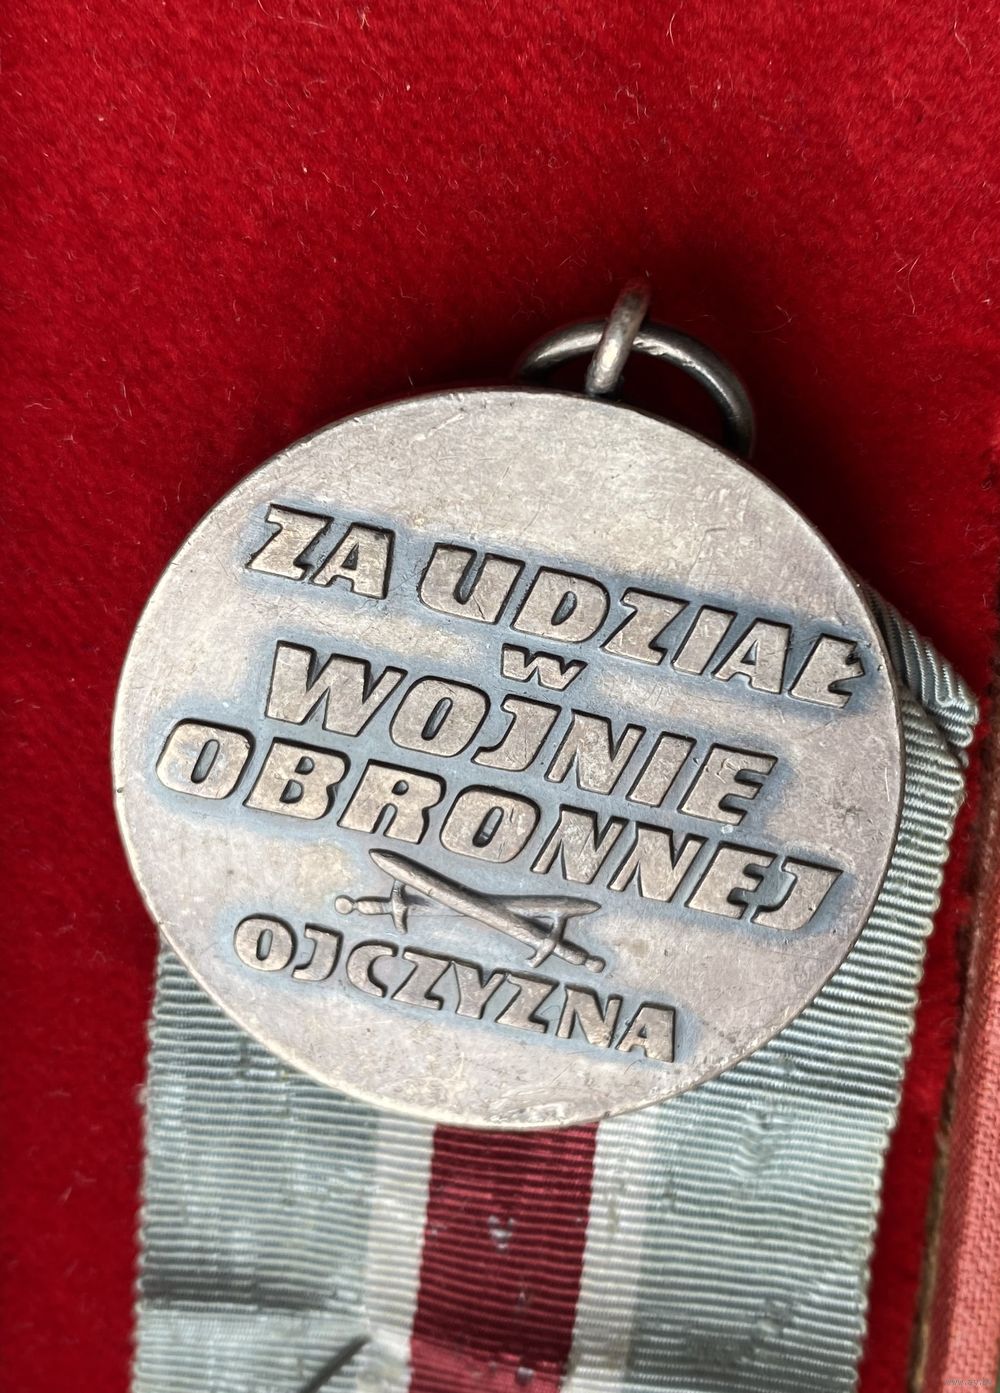 ZA UDZIAŁ
W
WOJNIE
OBRONNEJ
OJCZYZNA